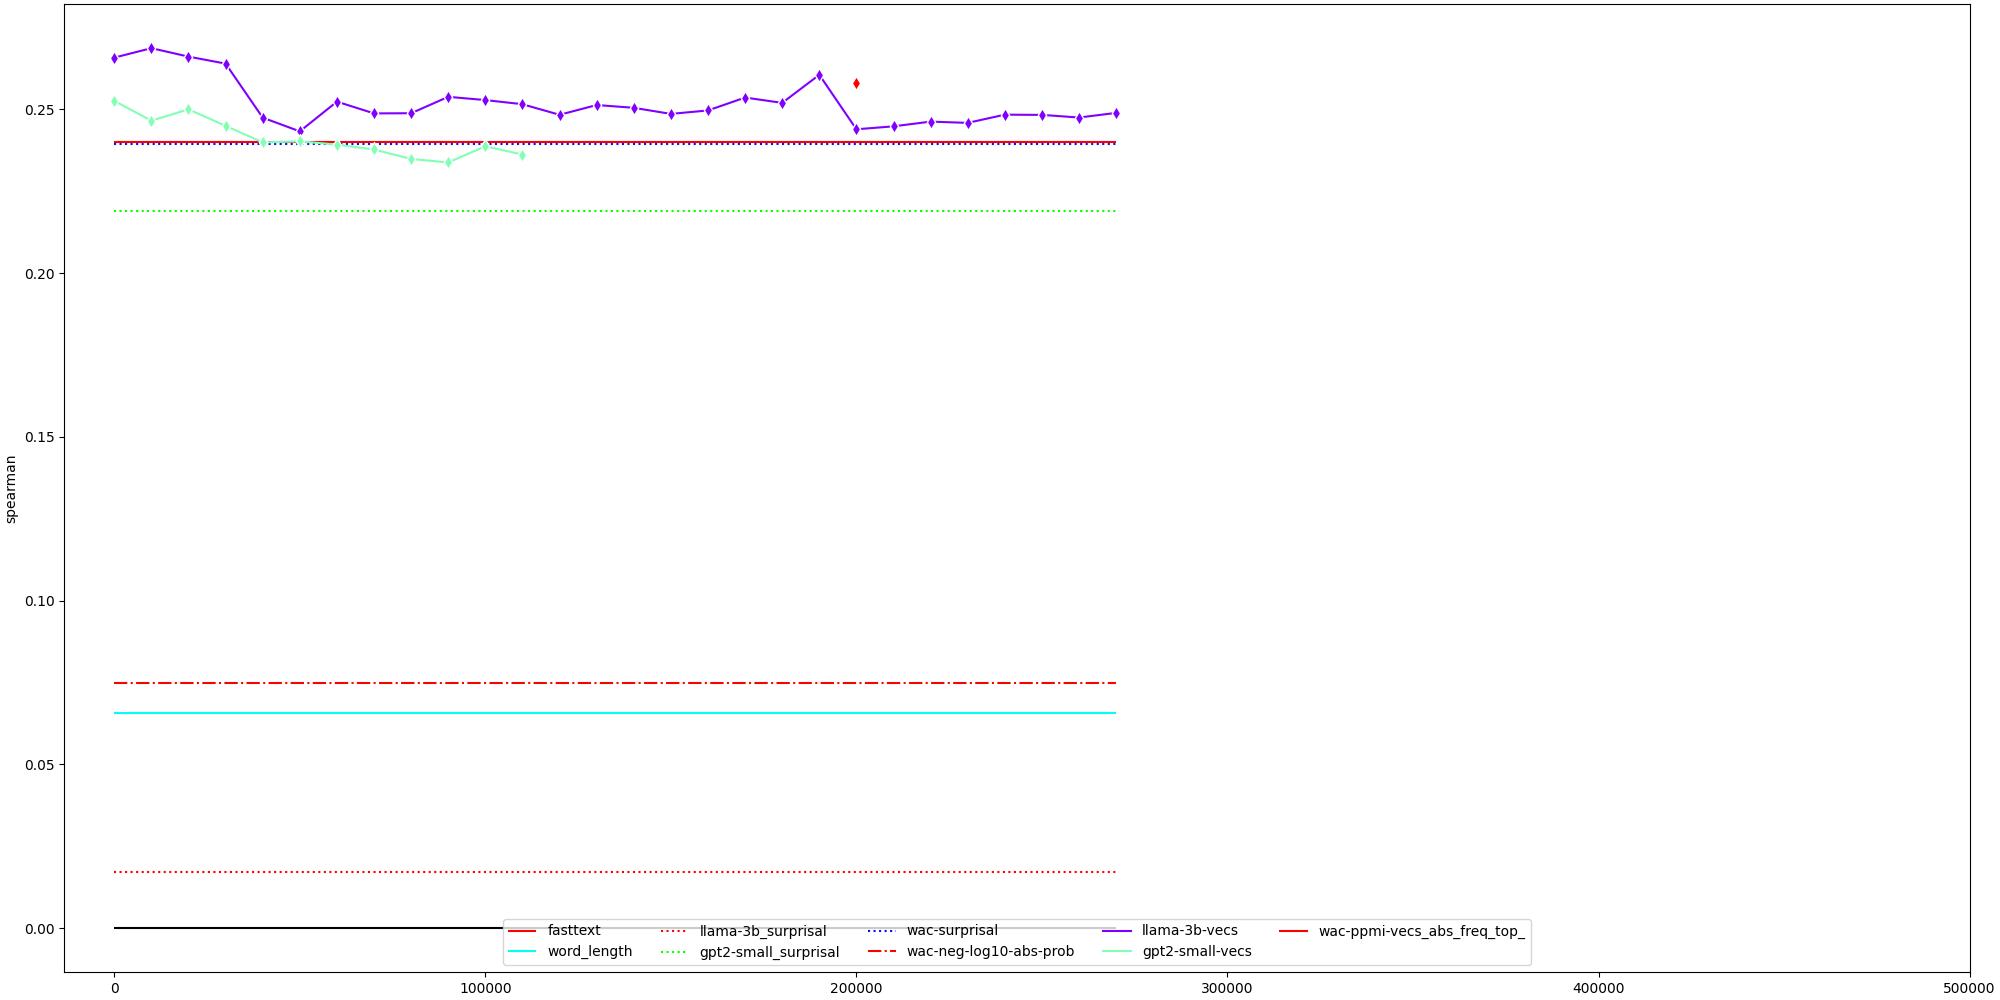 0.25
0.20
0.15
0.10
0.05
0.00
spearman
fasttext
word_length
llama-3b_surprisal
gpt2-small_surprisal
wac-surprisal
wac-neg-log10-abs-prob
llama-3b-vecs
gpt2-small-vecs
wac-ppmi-vecs_abs_freq_top_
0
100000
200000
300000
400000
500000